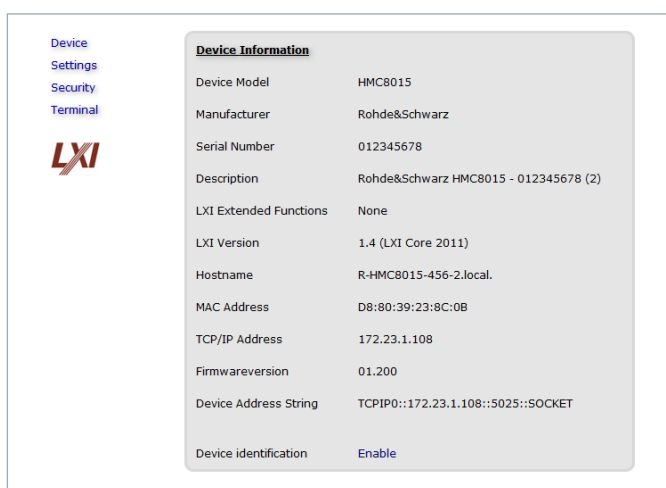 Device
Settings
Security
Terminal
LXI
Device Information
Device Model HMC8015
Manufacturer Rohde&Schwarz
Serial Number 012345678
Description Rohde&Schwarz HMC8015 - 012345678 (2)
LXI Extended Functions None
LXI Version 1.4 (LXI Core 2011)
Hostname R-HMC8015-456-2.local.
MAC Address D8:80:39:23:8C:0B
TCP/IP Address 172.23.1.108
Firmwareversion 01.200
Device Address String TCPIP0::172.23.1.108::5025::SOCKET
Device identification Enable